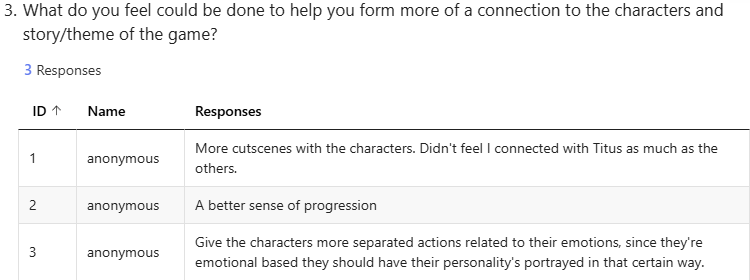 3. What do you feel could be done to help you form more of a connection to the characters and
story/theme of the game?
3 Responses
ID ↑ Name Responses
1 anonymous More cutscenes with the characters. Didn't feel I connected with Titus as much as the
others.
2 anonymous A better sense of progression
3 anonymous Give the characters more separated actions related to their emotions, since they're
emotional based they should have their personality's portrayed in that certain way.